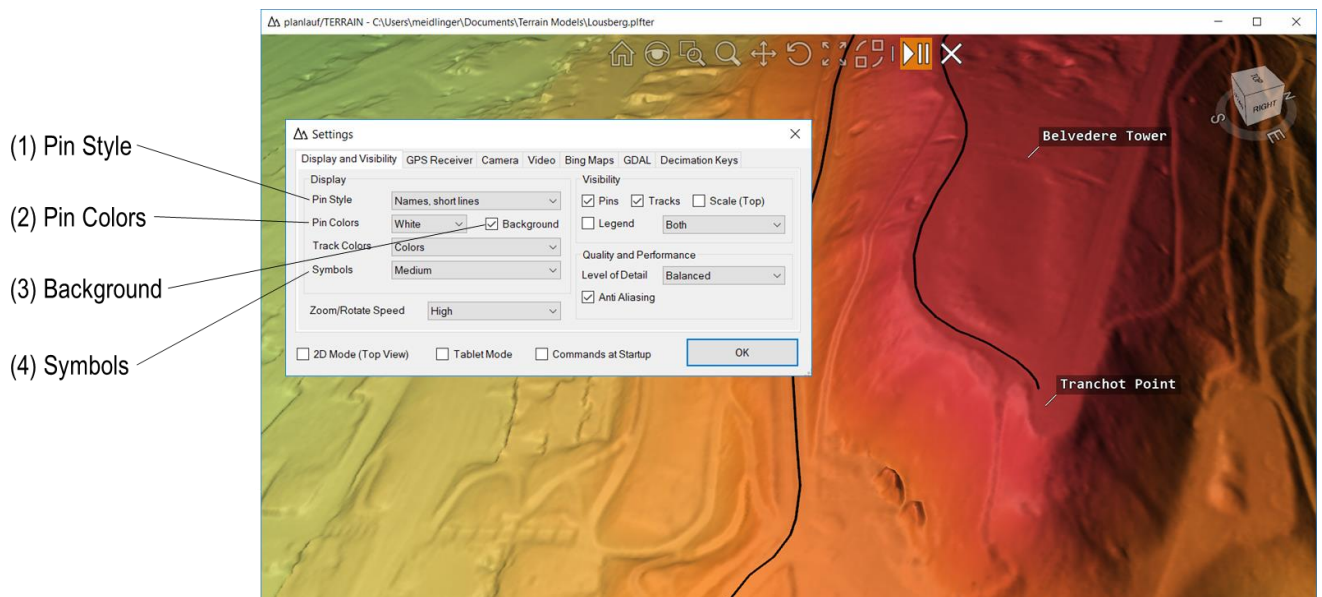 planlauf/TERRAIN - C:\Users\meidlinger\Documents\Terrain Models\Lousberg.plfter
(1) Pin Style
(2) Pin Colors
(3) Background
(4) Symbols
Settings
Display and Visibility GPS Receiver Camera Video Bing Maps GDAL Decimation Keys
Display
Pin Style Names, short lines
Pin Colors White Background
Track Colors Colors
Symbols Medium
Zoom/Rotate Speed High
Visibility
Pins Tracks Scale (Top)
Legend Both
Quality and Performance
Level of Detail Balanced
Anti Aliasing
2D Mode (Top View) Tablet Mode Commands at Startup OK
Belvedere Tower
Tranchot Point
TOP
RIGHT
S
N
E